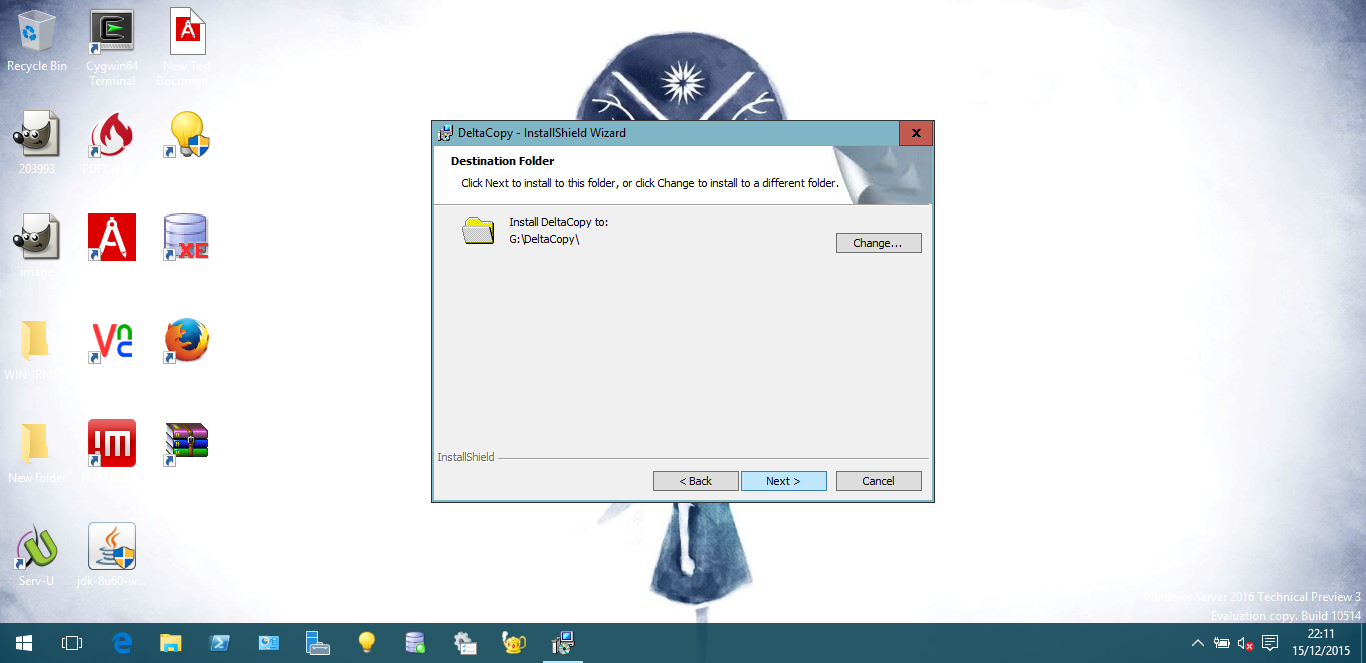 Recycle Bin
Cygwin64
Terminal
New Text
Documen...
203993
image
WIN-iRN
New folder
Serv-U
jdk-8u60-w...
XE
DeltaCopy - InstallShield Wizard
Destination Folder
Click Next to install to this folder, or click Change to install to a different folder.
Install DeltaCopy to:
G:\DeltaCopy\
Change...
InstallShield
< Back
Next >
Cancel
Server 2016 Technical Preview 3
Evaluation copy. Build 10514
22:11
15/12/2015